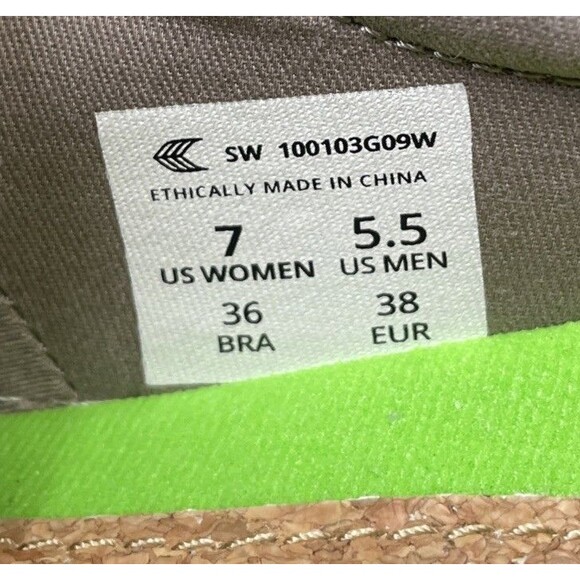 SW 100103G09W
ETHICALLY MADE IN CHINA
7 5.5
US WOMEN US MEN
36 38
BRA EUR